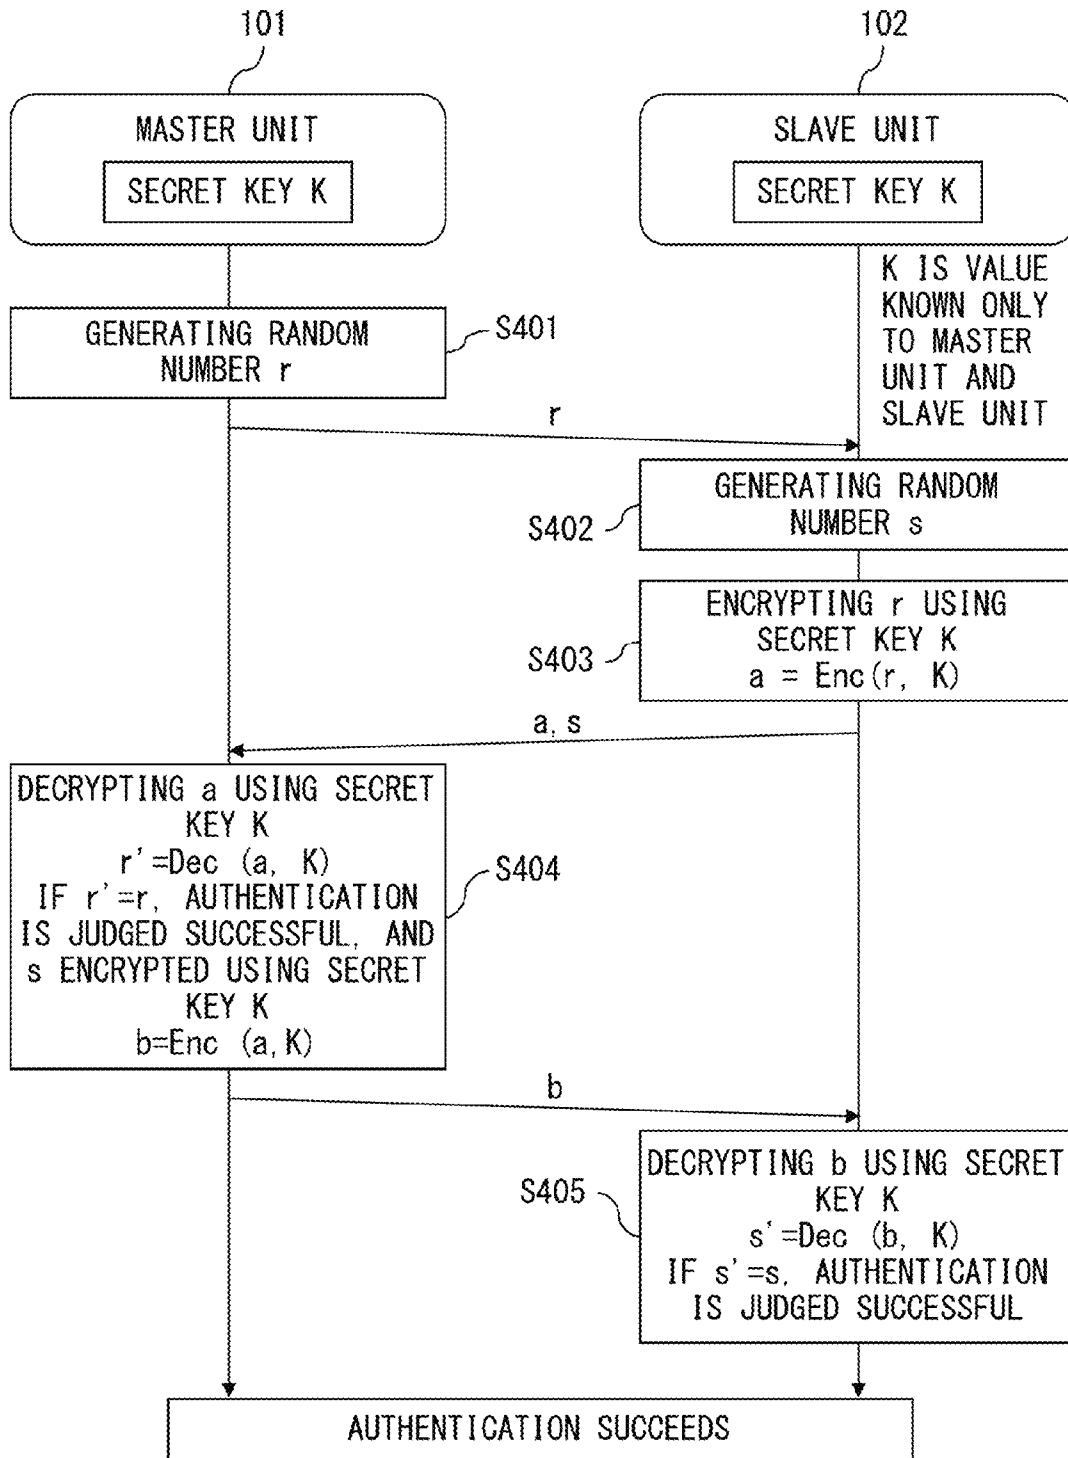 101
102
MASTER UNIT
SECRET KEY K
SLAVE UNIT
SECRET KEY K
K IS VALUE
KNOWN ONLY
TO MASTER
UNIT AND
SLAVE UNIT
GENERATING RANDOM
NUMBER r
S401
r
GENERATING RANDOM
NUMBER s
S402
ENCRYPTING r USING
SECRET KEY K
a = Enc(r, K)
S403
a,s
DECRYPTING a USING SECRET
KEY K
r'=Dec (a, K)
IF r'=r, AUTHENTICATION
IS JUDGED SUCCESSFUL, AND
s ENCRYPTED USING SECRET
KEY K
b=Enc (a,K)
S404
b
DECRYPTING b USING SECRET
KEY K
s'=Dec (b, K)
IF s'=s, AUTHENTICATION
IS JUDGED SUCCESSFUL
S405
AUTHENTICATION SUCCEEDS